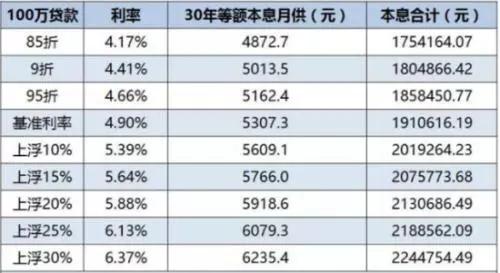 100万贷款 利率 30年等额本息月供（元） 本息合计（元）
85折 4.17% 4872.7 1754164.07
9折 4.41% 5013.5 1804866.42
95折 4.66% 5162.4 1858450.77
基准利率 4.90% 5307.3 1910616.19
上浮10% 5.39% 5609.1 2019264.23
上浮15% 5.64% 5766.0 2075773.68
上浮20% 5.88% 5918.6 2130686.49
上浮25% 6.13% 6079.3 2188562.09
上浮30% 6.37% 6235.4 2244754.49